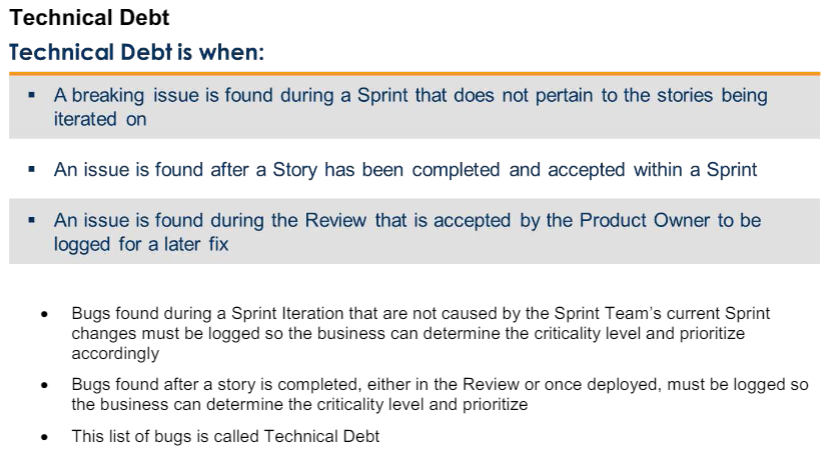 Technical Debt
Technical Debt is when:
▪ A breaking issue is found during a Sprint that does not pertain to the stories being
iterated on
▪ An issue is found after a Story has been completed and accepted within a Sprint
▪ An issue is found during the Review that is accepted by the Product Owner to be
logged for a later fix
• Bugs found during a Sprint Iteration that are not caused by the Sprint Team's current Sprint
changes must be logged so the business can determine the criticality level and prioritize
accordingly
• Bugs found after a story is completed, either in the Review or once deployed, must be logged so
the business can determine the criticality level and prioritize
• This list of bugs is called Technical Debt